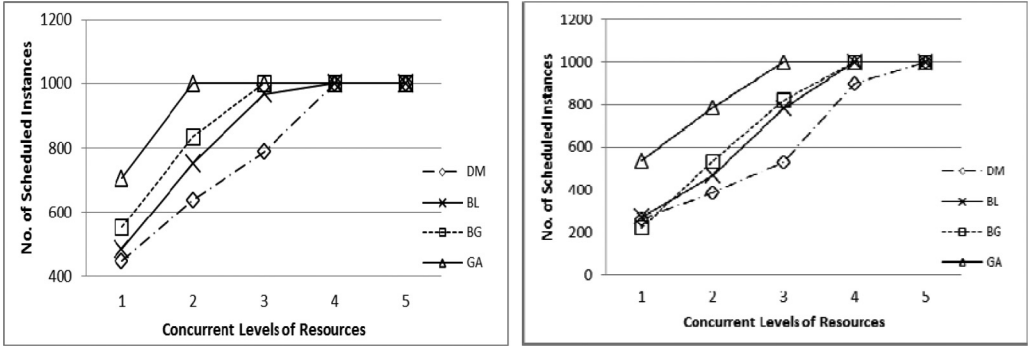 No. of Scheduled Instances
1200
1000
800
600
400
1 2 3 4 5
Concurrent Levels of Resources
DM
BL
BG
GA
No. of Scheduled Instances
1200
1000
800
600
400
200
0
1 2 3 4 5
Concurrent Levels of Resources
DM
BL
BG
GA